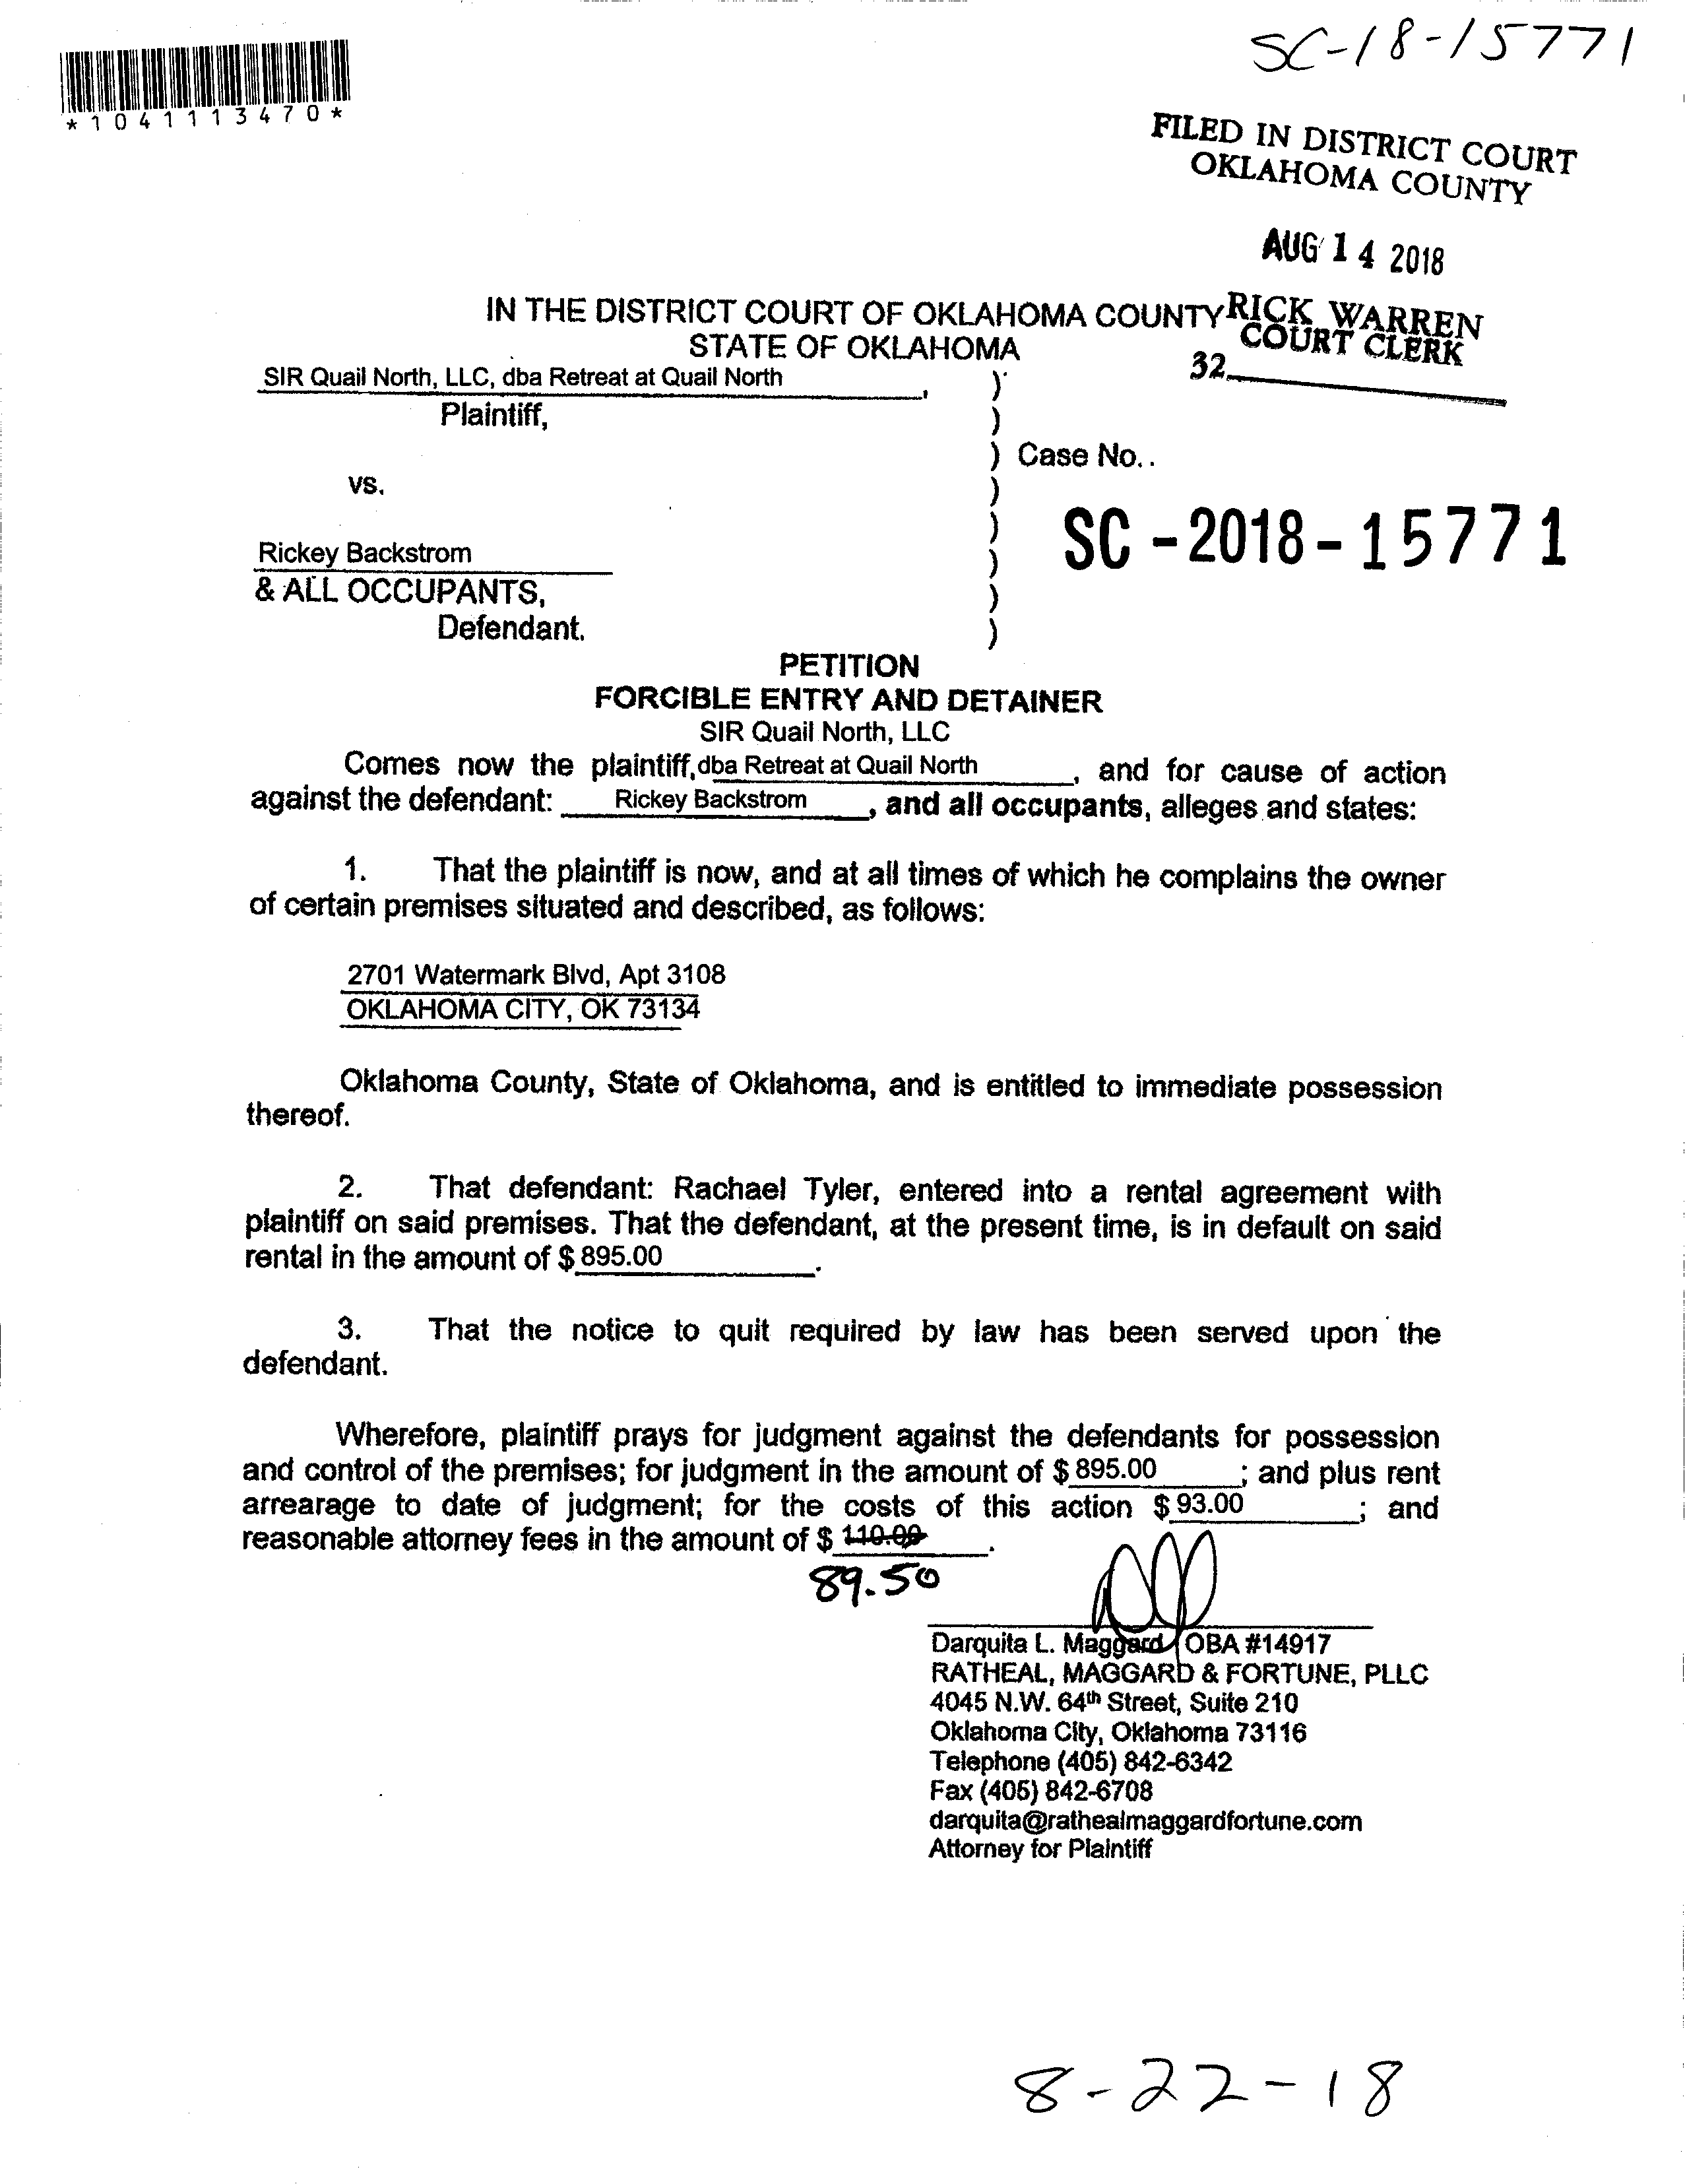 SC-18-15771
*1041113470*
FILED IN DISTRICT COURT
OKLAHOMA COUNTY
AUG 14 2018
RICK WARREN
COURT CLERK
32
IN THE DISTRICT COURT OF OKLAHOMA COUNTY
STATE OF OKLAHOMA
SIR Quail North, LLC, dba Retreat at Quail North ,
Plaintiff,
vs.
Rickey Backstrom
& ALL OCCUPANTS,
Defendant.
)
)
) Case No. .
)
) SC-2018-15771
)
)
)
PETITION
FORCIBLE ENTRY AND DETAINER
SIR Quail North, LLC
Comes now the plaintiff, dba Retreat at Quail North , and for cause of action
against the defendant: Rickey Backstrom , and all occupants, alleges and states:
1. That the plaintiff is now, and at all times of which he complains the owner
of certain premises situated and described, as follows:
2701 Watermark Blvd, Apt 3108
OKLAHOMA CITY, OK 73134
Oklahoma County, State of Oklahoma, and is entitled to immediate possession
thereof.
2. That defendant: Rachael Tyler, entered into a rental agreement with
plaintiff on said premises. That the defendant, at the present time, is in default on said
rental in the amount of $ 895.00 .
3. That the notice to quit required by law has been served upon the
defendant.
Wherefore, plaintiff prays for judgment against the defendants for possession
and control of the premises; for judgment in the amount of $ 895.00 ; and plus rent
arrearage to date of judgment; for the costs of this action $ 93.00 ; and
reasonable attorney fees in the amount of $ 110.00 .
89.50
Darquita L. Maggard OBA #14917
RATHEAL, MAGGARD & FORTUNE, PLLC
4045 N.W. 64th Street, Suite 210
Oklahoma City, Oklahoma 73116
Telephone (405) 842-6342
Fax (405) 842-6708
darquita@rathealmaggardfortune.com
Attorney for Plaintiff
8-22-18